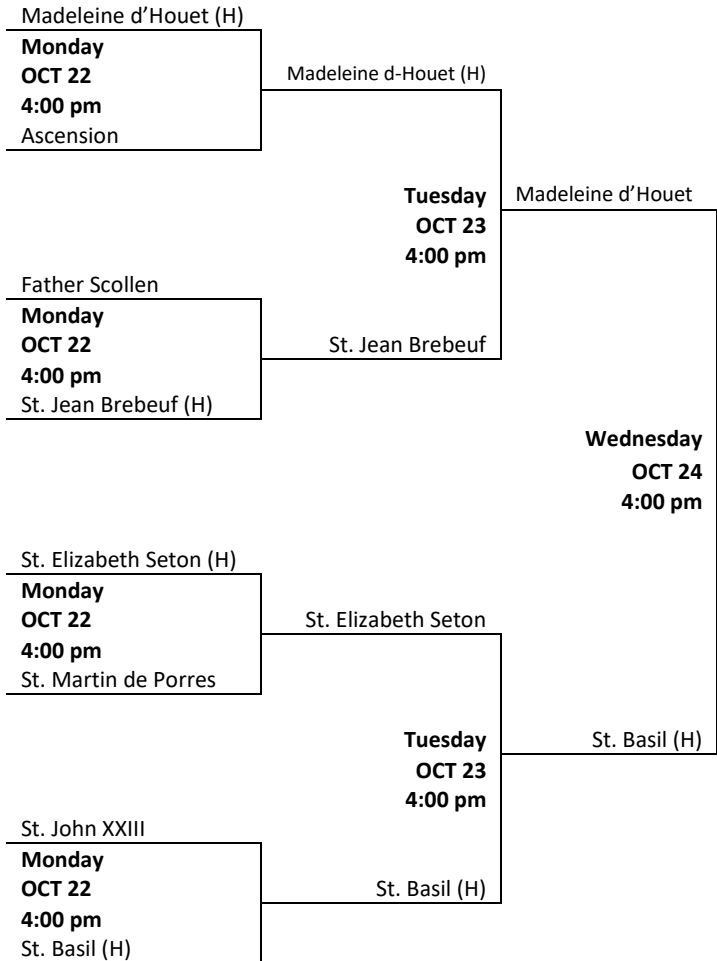 Madeleine d’Houet (H)
Monday
OCT 22
4:00 pm
Ascension
Madeleine d-Houet (H)
Tuesday
OCT 23
4:00 pm
Madeleine d’Houet
Father Scollen
Monday
OCT 22
4:00 pm
St. Jean Brebeuf (H)
St. Jean Brebeuf
Wednesday
OCT 24
4:00 pm
St. Elizabeth Seton (H)
Monday
OCT 22
4:00 pm
St. Martin de Porres
St. Elizabeth Seton
Tuesday
OCT 23
4:00 pm
St. Basil (H)
St. John XXIII
Monday
OCT 22
4:00 pm
St. Basil (H)
St. Basil (H)